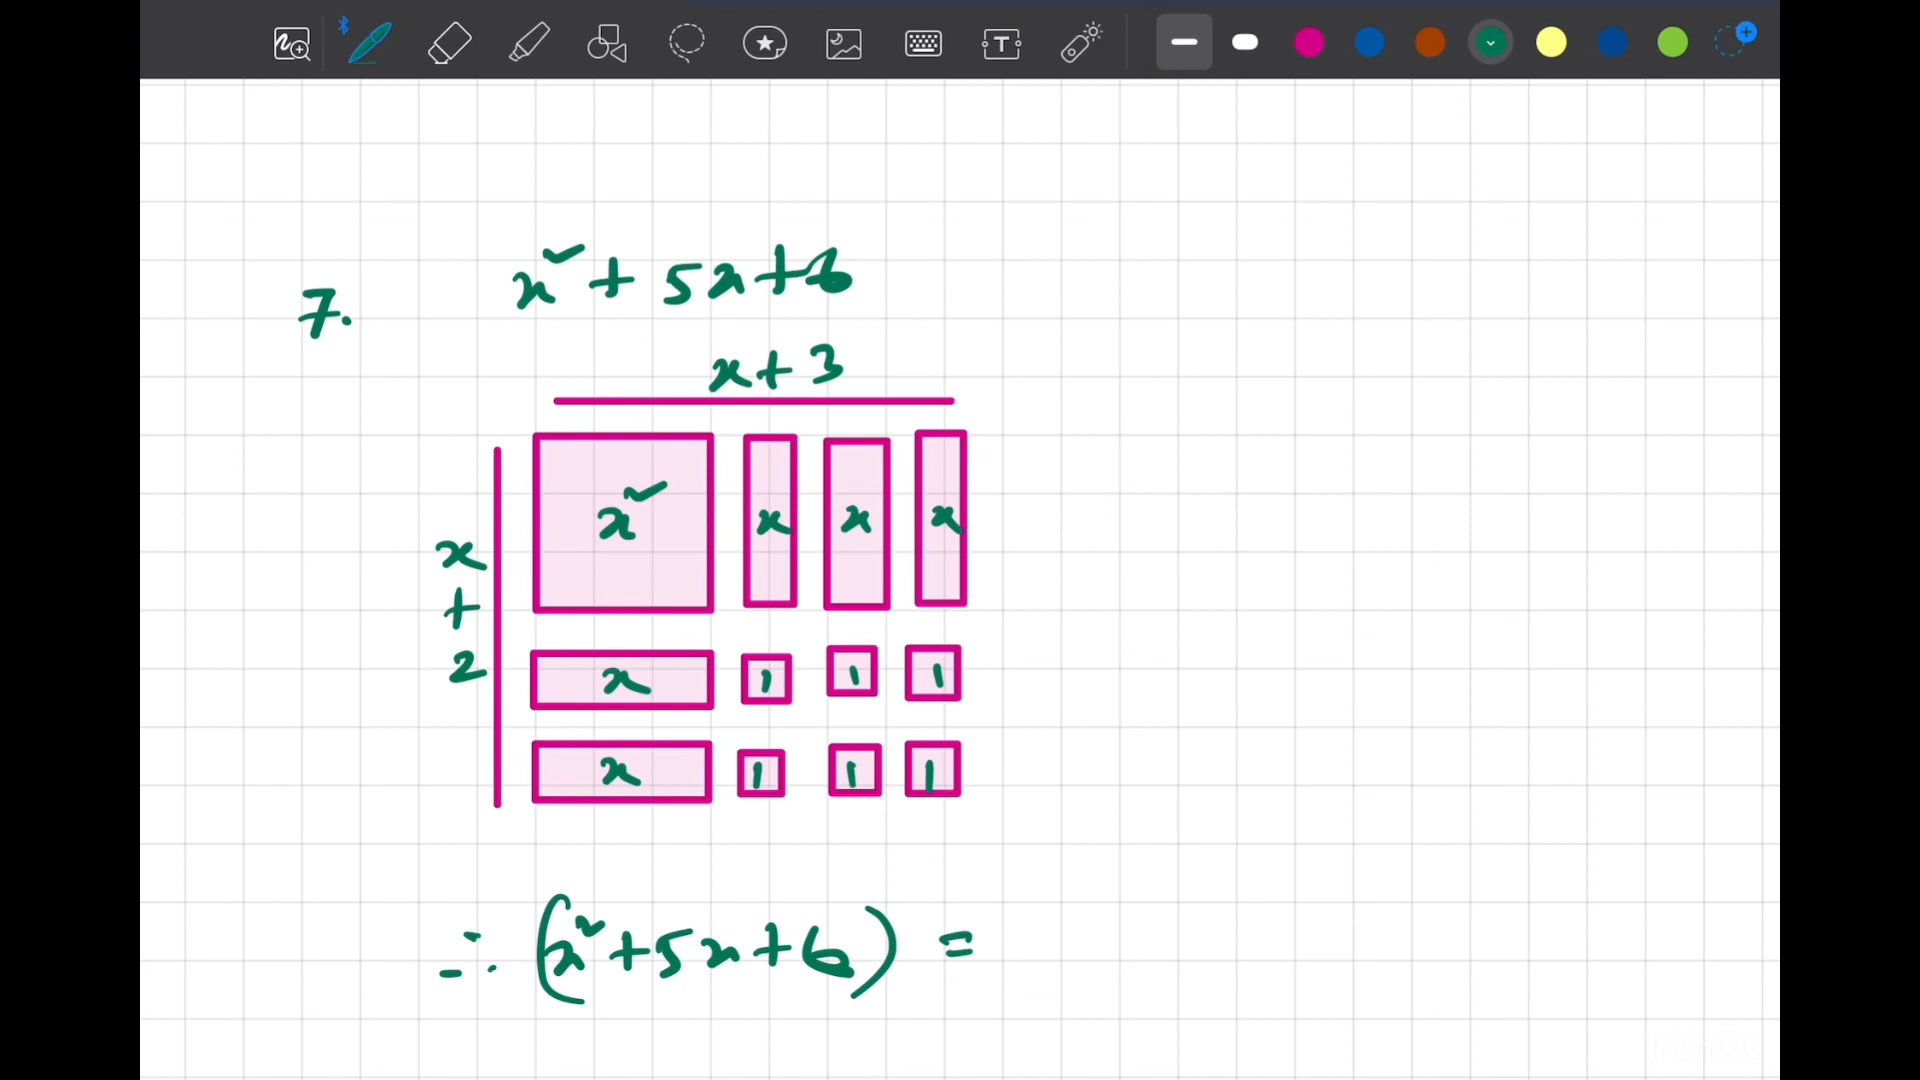 7. x² + 5x + 6
x + 3
x² x x x
x + 2
x 1 1 1
x 1 1 1
∴ (x² + 5x + 6) =